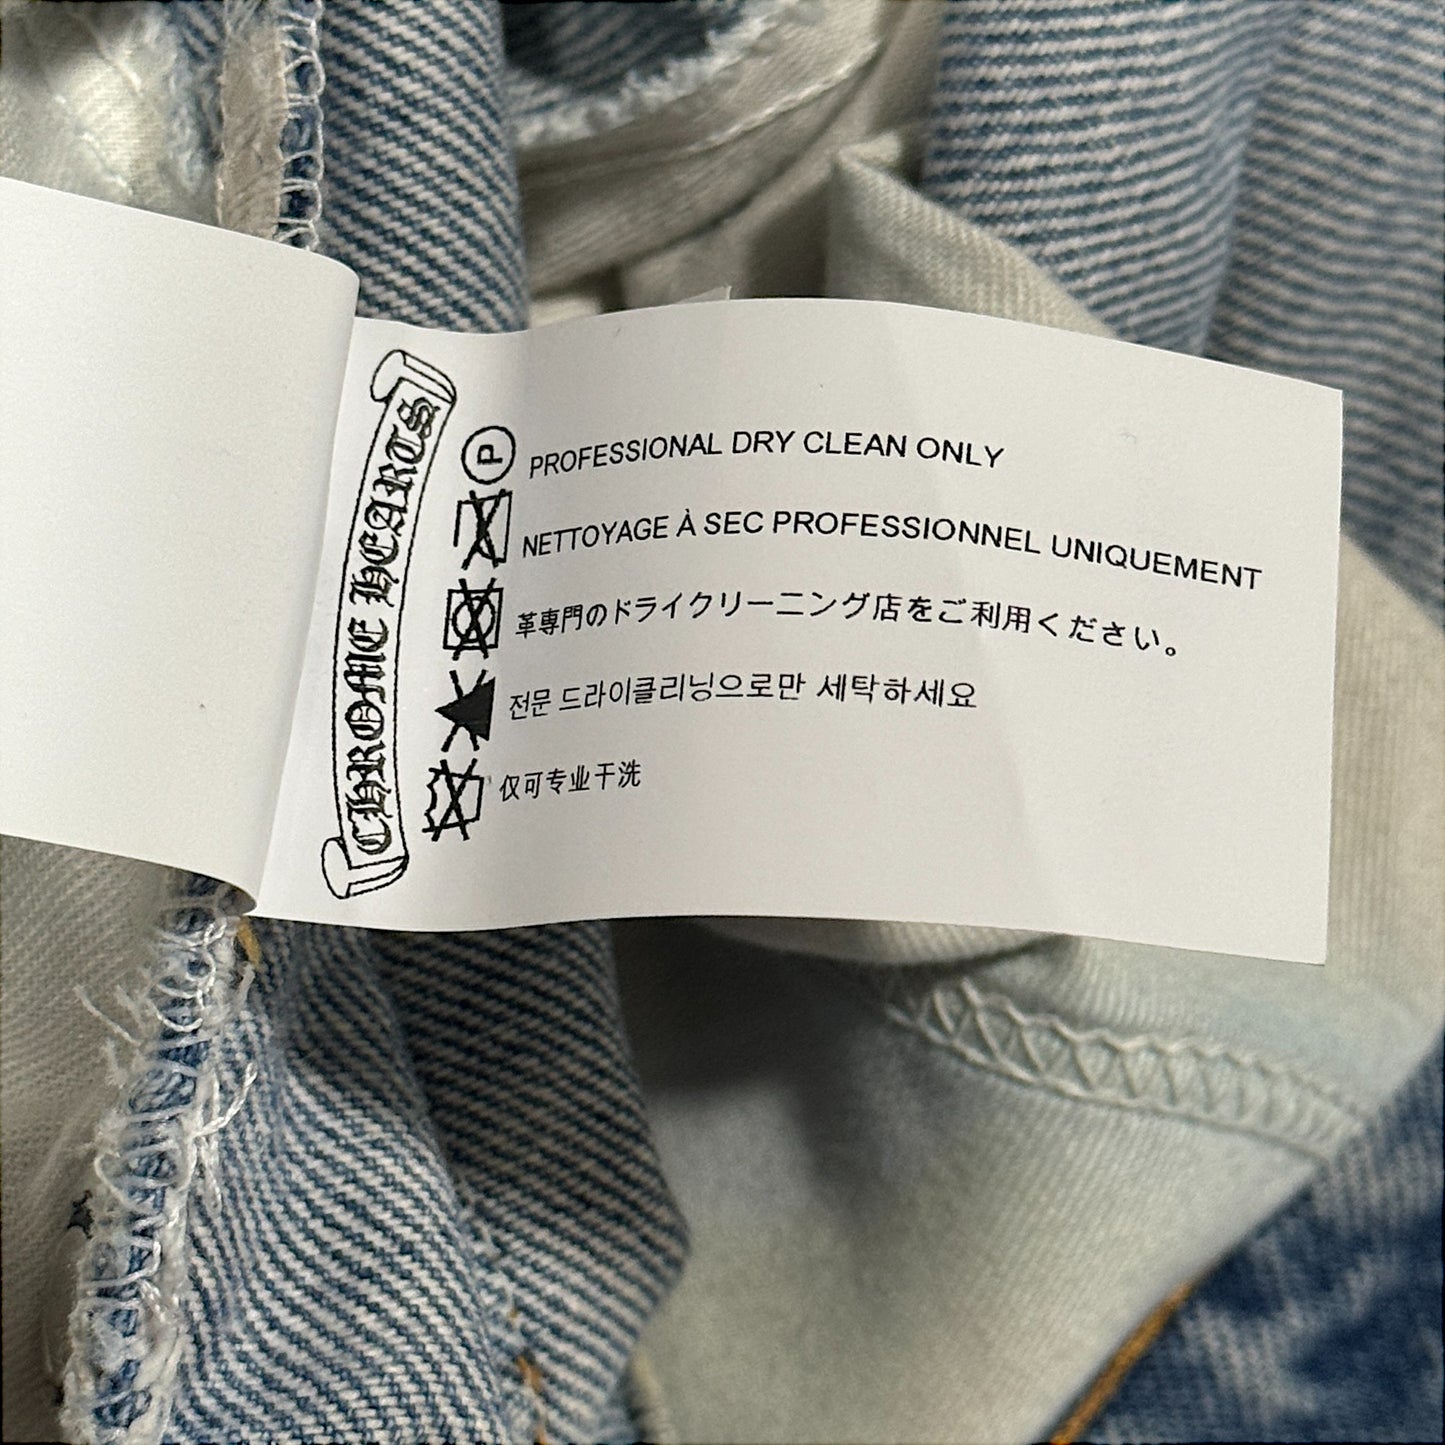 CHROME HEARTS
P PROFESSIONAL DRY CLEAN ONLY
NETTOYAGE À SEC PROFESSIONNEL UNIQUEMENT
革専門のドライクリーニング店をご利用ください。
전문 드라이클리닝으로만 세탁하세요
仅可专业干洗